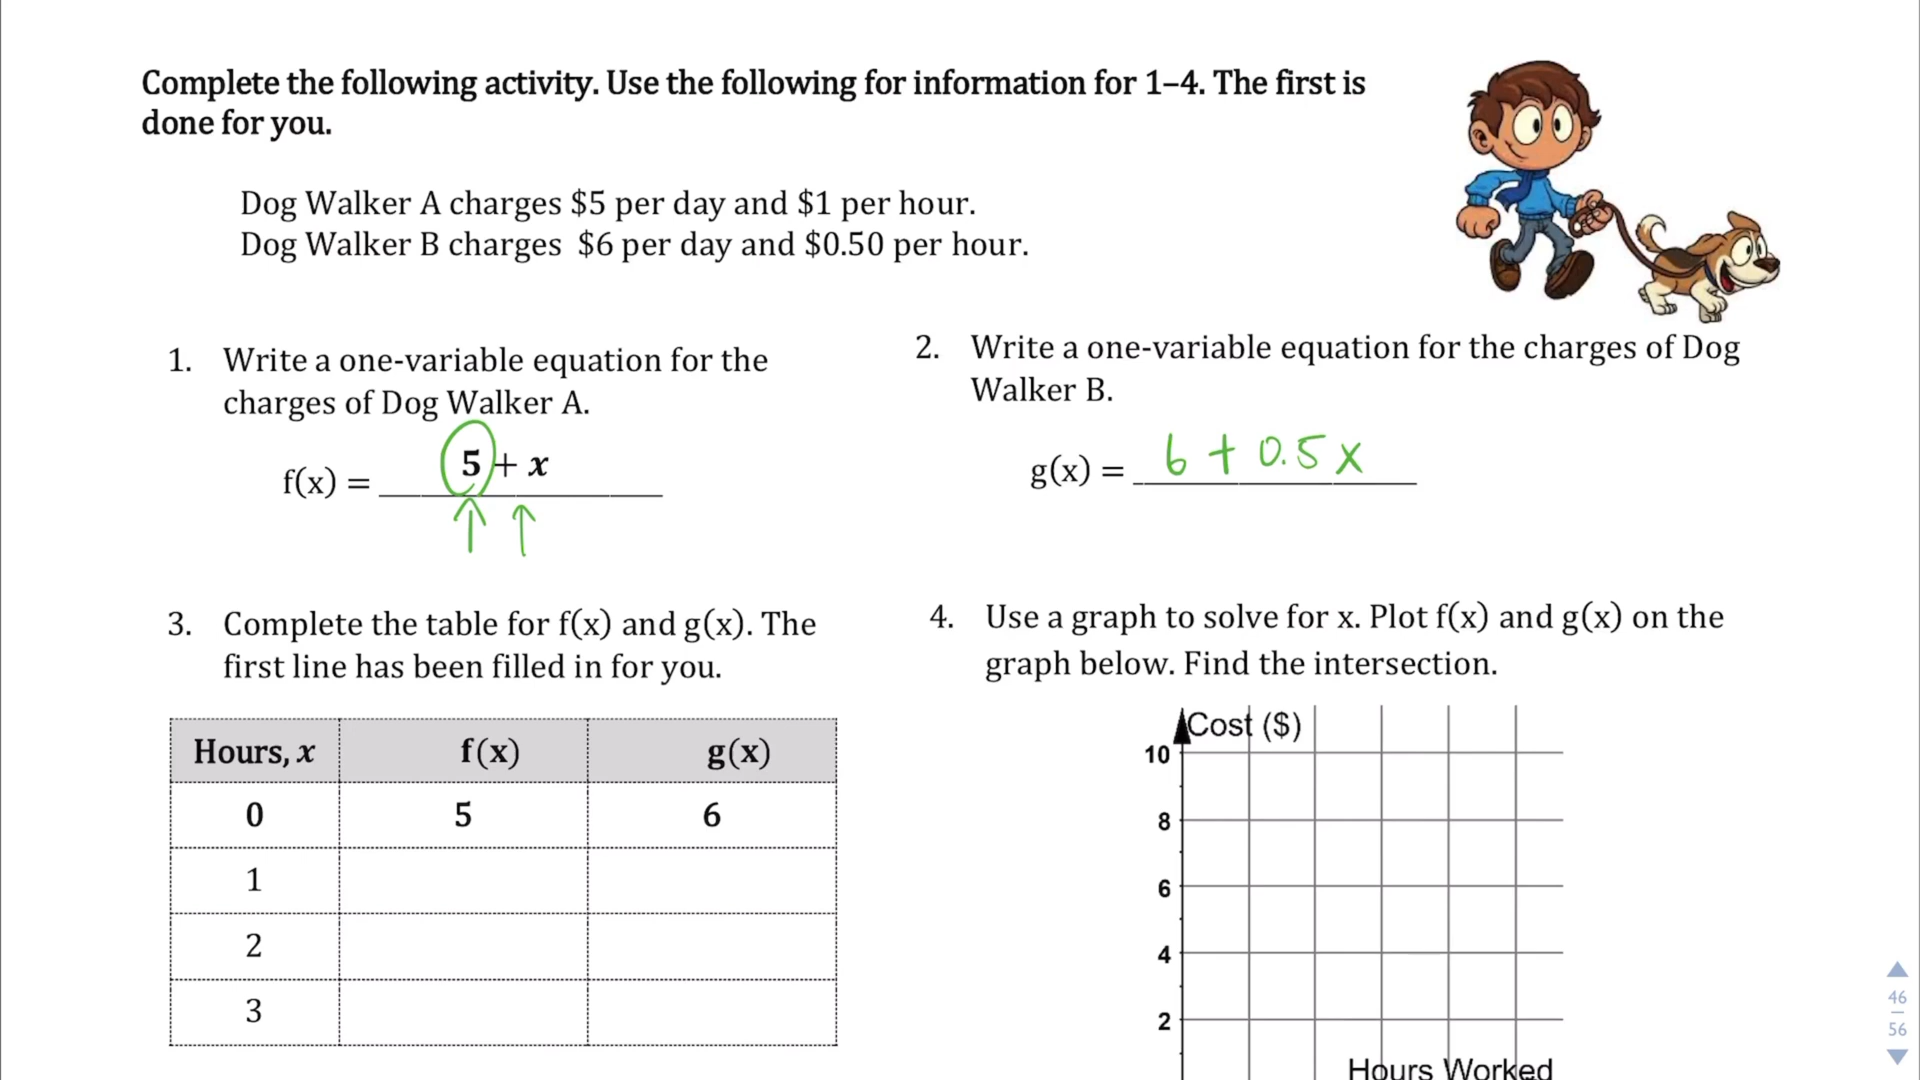 Complete the following activity. Use the following for information for 1–4. The first is
done for you.
Dog Walker A charges $5 per day and $1 per hour.
Dog Walker B charges $6 per day and $0.50 per hour.
1. Write a one-variable equation for the
charges of Dog Walker A.
f(x) = 5 + x
2. Write a one-variable equation for the charges of Dog
Walker B.
g(x) = 6 + 0.5x
3. Complete the table for f(x) and g(x). The
first line has been filled in for you.
Hours, x f(x) g(x)
0 5 6
1
2
3
4. Use a graph to solve for x. Plot f(x) and g(x) on the
graph below. Find the intersection.
Cost ($)
10
8
6
4
2
Hours Worked
46
56